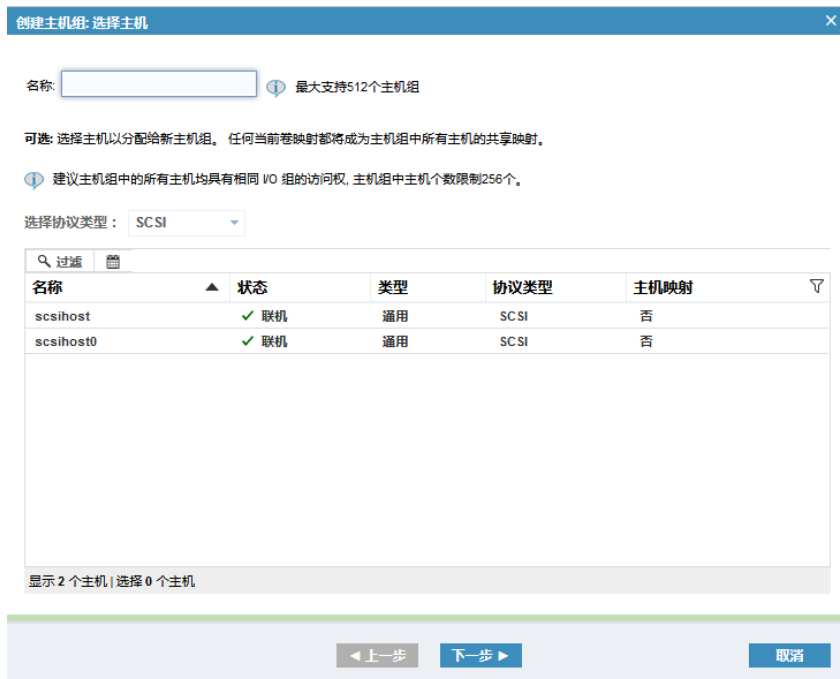 创建主机组: 选择主机
名称: 最大支持512个主机组
可选: 选择主机以分配给新主机组。 任何当前卷映射都将成为主机组中所有主机的共享映射。
建议主机组中的所有主机均具有相同 I/O 组的访问权, 主机组中主机个数限制256个。
选择协议类型： SCSI
过滤
名称 状态 类型 协议类型 主机映射
scsihost 联机 通用 SCSI 否
scsihost0 联机 通用 SCSI 否
显示 2 个主机 | 选择 0 个主机
上一步 下一步 取消